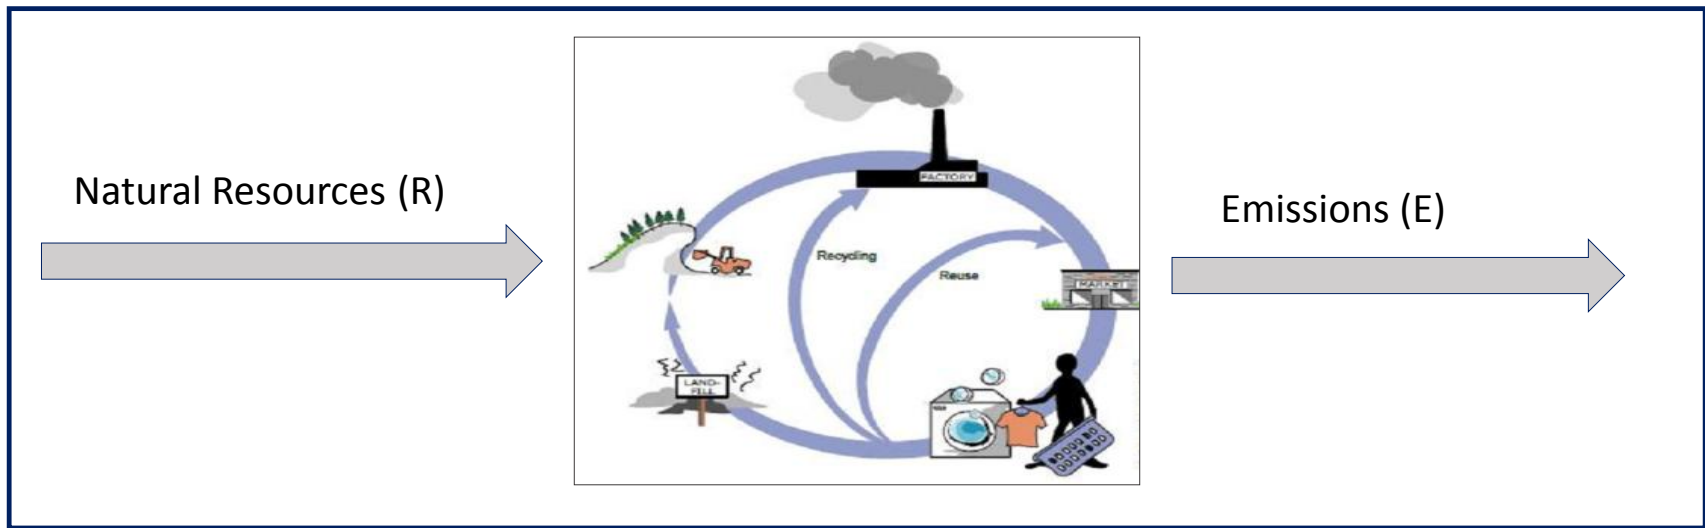 Natural Resources (R)
Emissions (E)
FACTORY
Recycling
Reuse
MARKET
LAND-
FILL